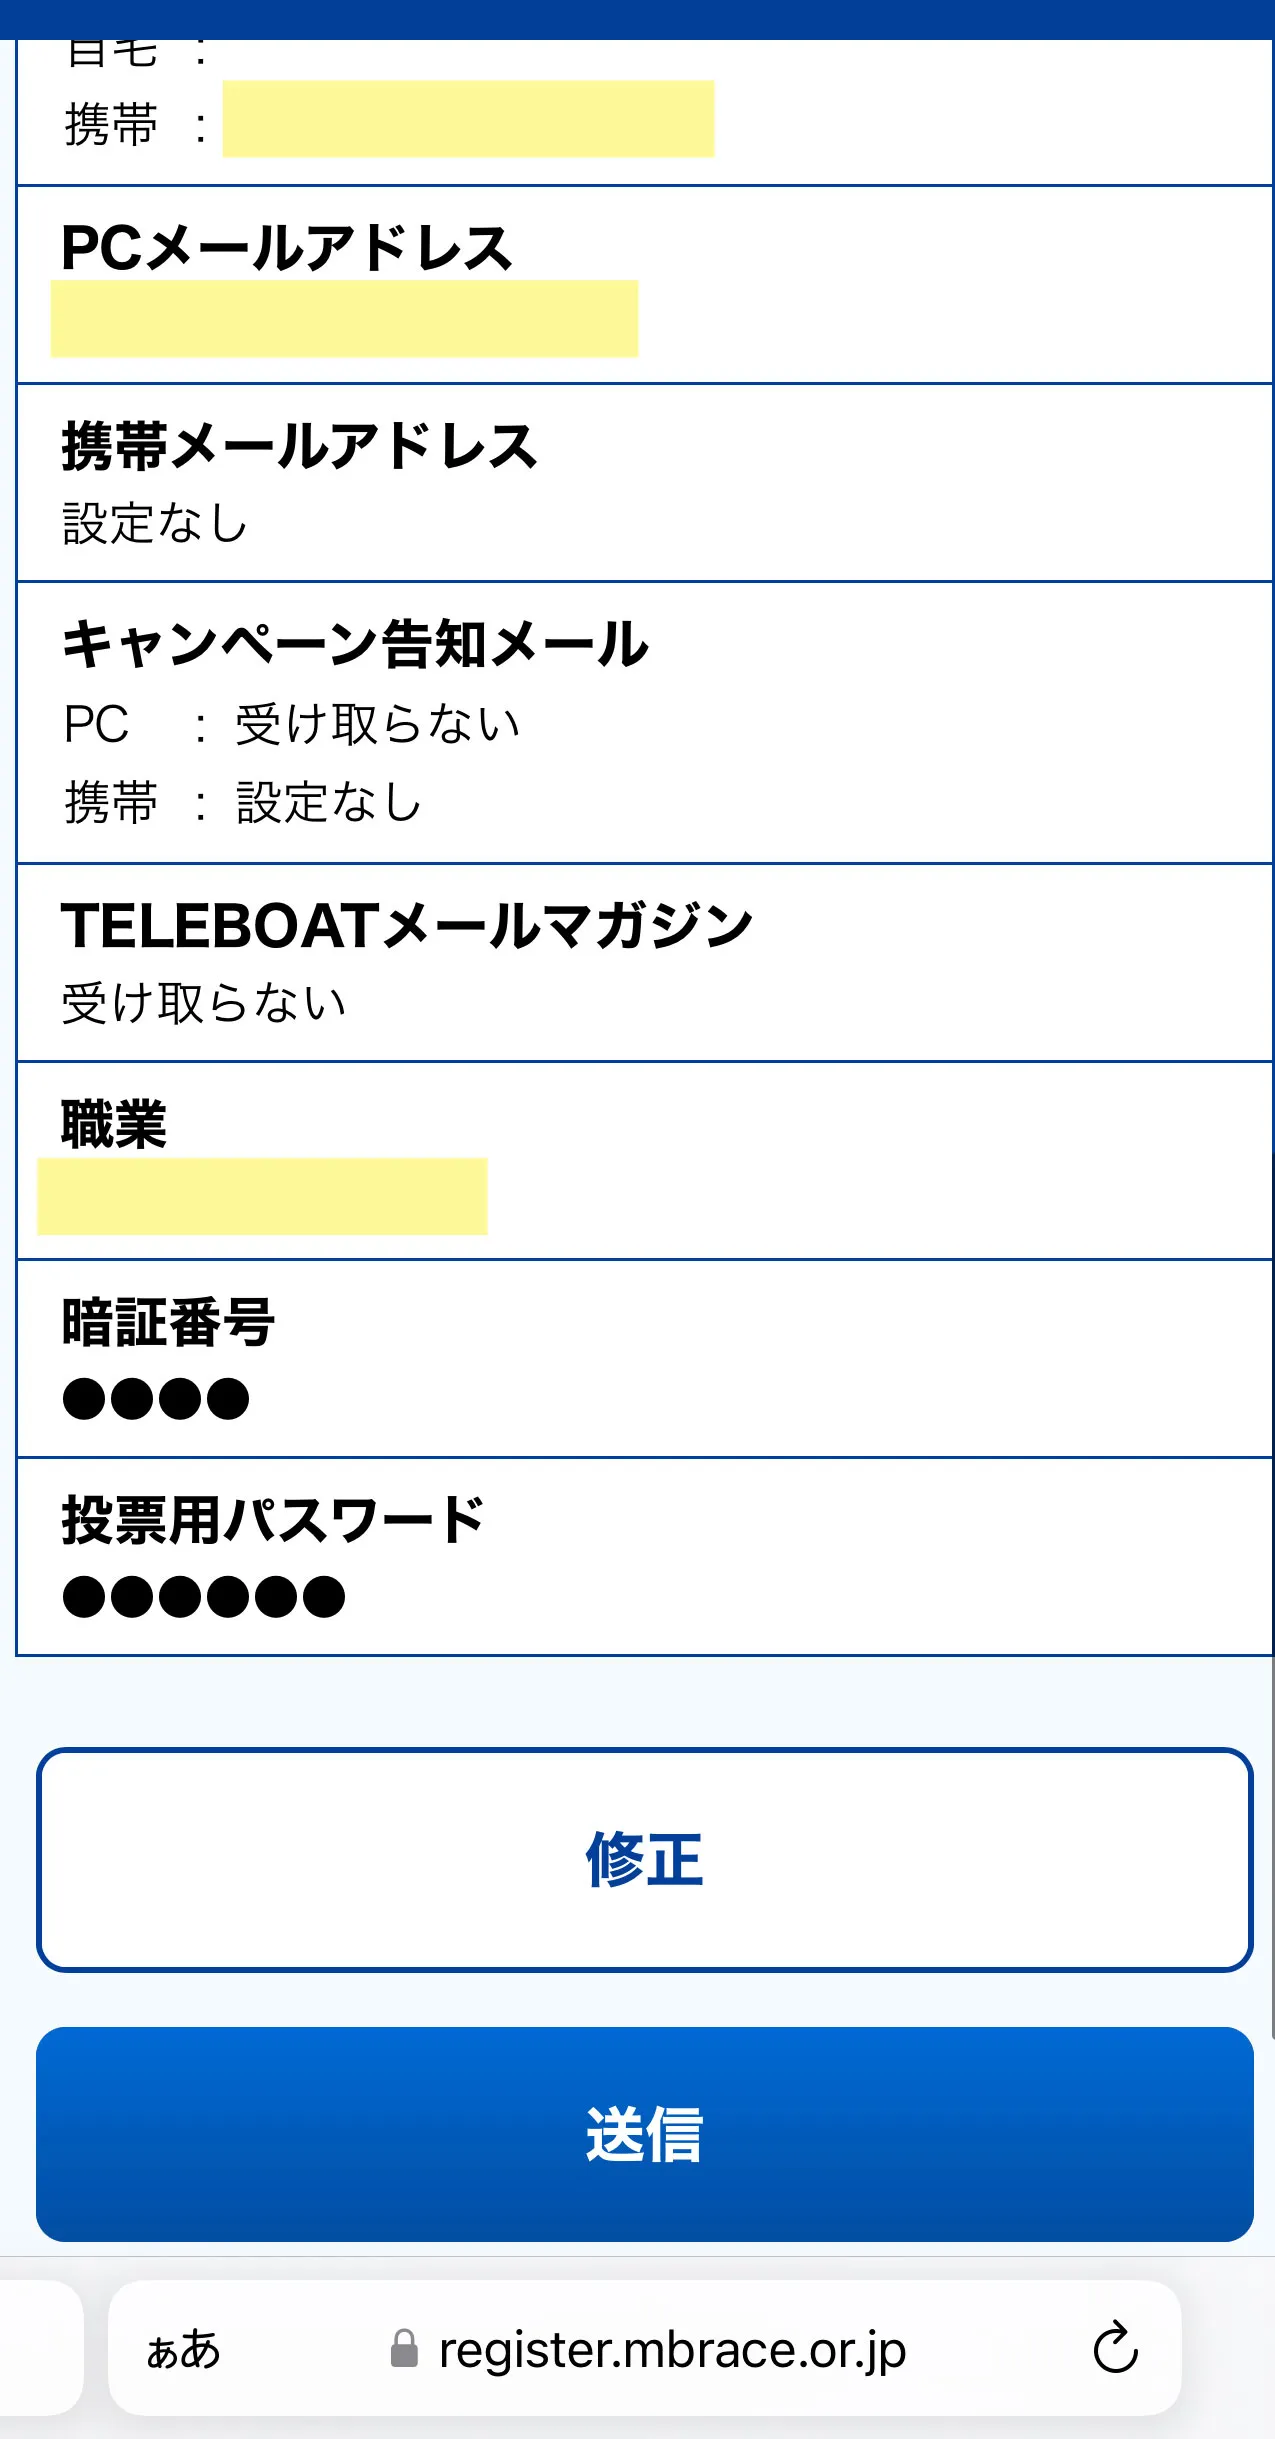 自宅 :
携帯 :
PCメールアドレス
携帯メールアドレス
設定なし
キャンペーン告知メール
PC : 受け取らない
携帯 : 設定なし
TELEBOATメールマガジン
受け取らない
職業
暗証番号
●●●●
投票用パスワード
●●●●●●
修正
送信
ぁあ register.mbrace.or.jp